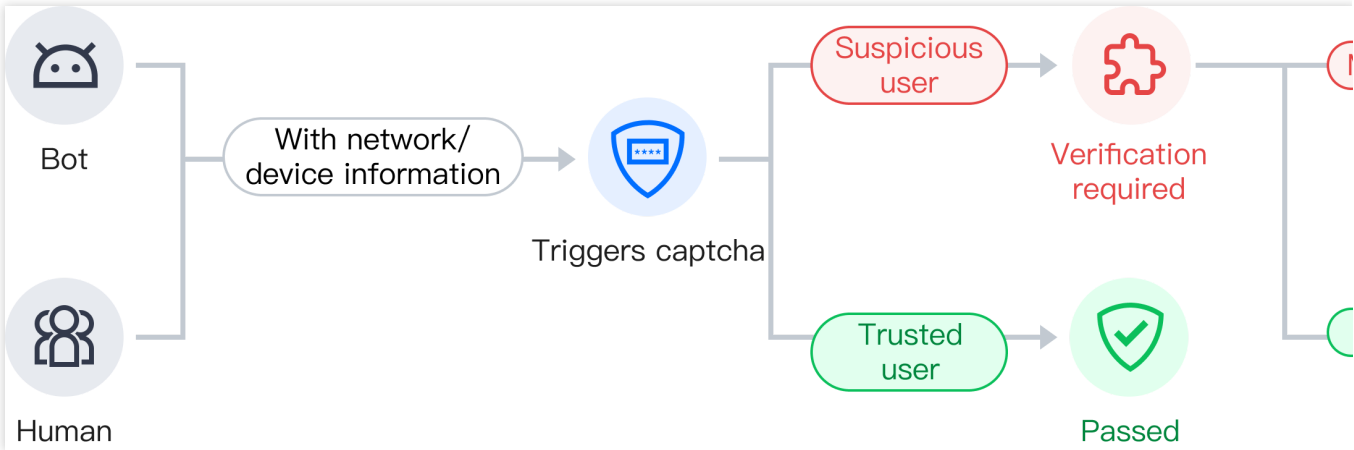 Bot
Human
With network/
device information
****
Triggers captcha
Suspicious
user
Verification
required
Trusted
user
Passed